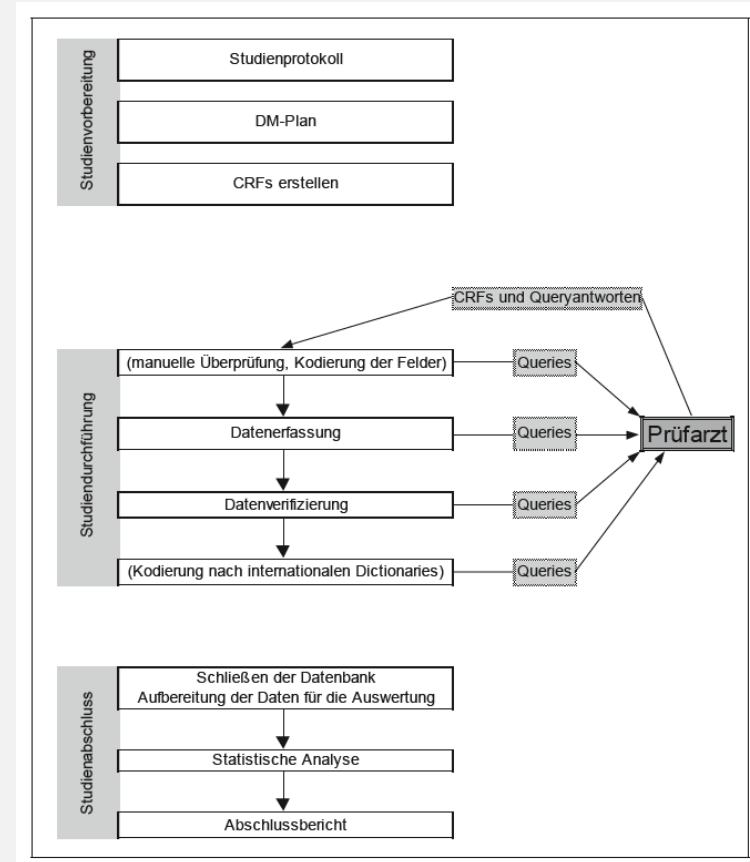 Studienvorbereitung
Studienprotokoll
DM-Plan
CRFs erstellen
CRFs und Queryantworten
Studiendurchführung
(manuelle Überprüfung, Kodierung der Felder)
Queries
Datenerfassung
Queries
Prüfarzt
Datenverifizierung
Queries
(Kodierung nach internationalen Dictionaries)
Queries
Studienabschluss
Schließen der Datenbank
Aufbereitung der Daten für die Auswertung
Statistische Analyse
Abschlussbericht